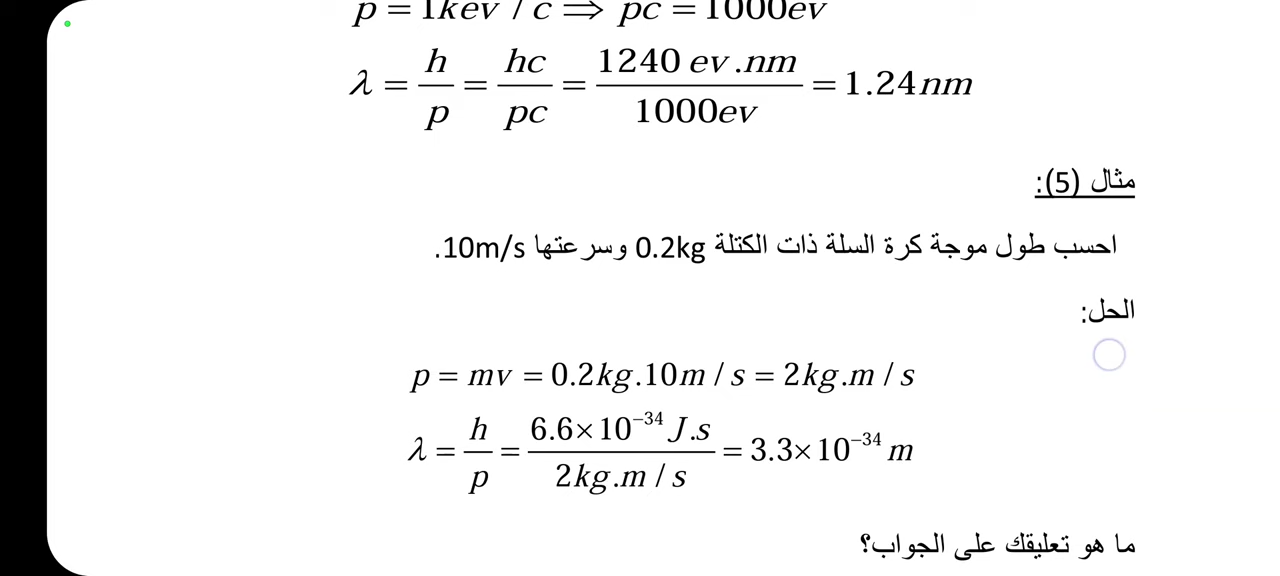 p = 1kev / c ⟹ pc = 1000ev
λ = h/p = hc/pc = 1240 ev.nm/1000ev = 1.24nm
مثال (5):
احسب طول موجة كرة السلة ذات الكتلة 0.2kg وسرعتها 10m/s.
الحل:
p = mv = 0.2kg.10m / s = 2kg.m / s
λ = h/p = 6.6×10⁻³⁴ J.s/2kg.m / s = 3.3×10⁻³⁴ m
ما هو تعليقك على الجواب؟